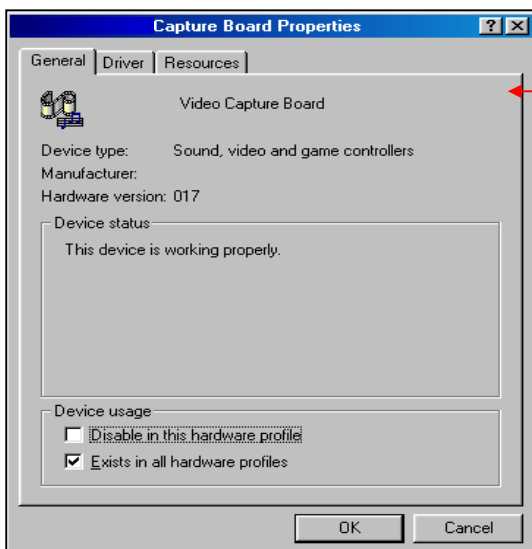 Capture Board Properties
General Driver Resources
Video Capture Board
Device type: Sound, video and game controllers
Manufacturer:
Hardware version: 017
Device status
This device is working properly.
Device usage
Disable in this hardware profile
Exists in all hardware profiles
OK Cancel